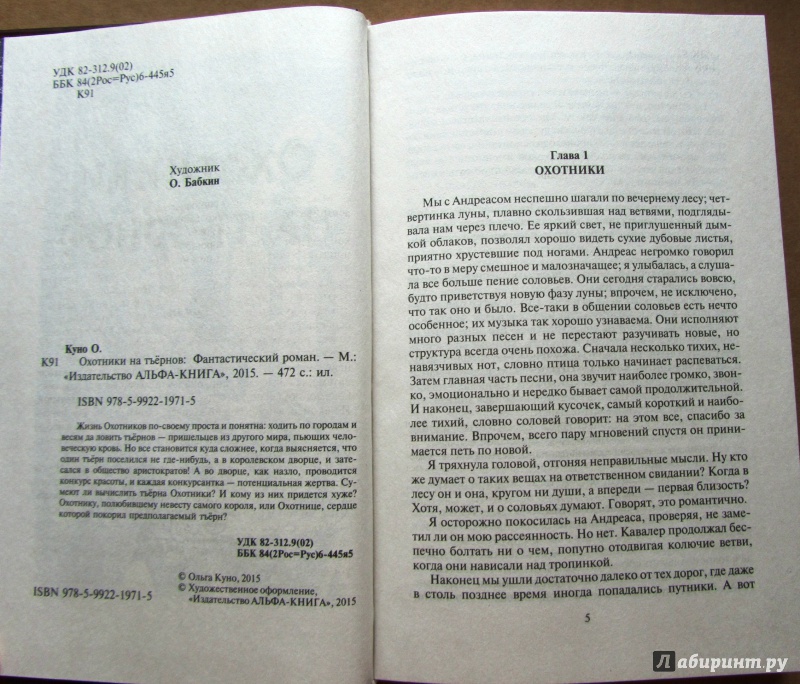 УДК 82-312.9(02)
ББК 84(2Рос=Рус)6-445я5
К91
Художник
О. Бабкин
Куно О.
К91 Охотники на тъёрнов: Фантастический роман. — М.:
«Издательство АЛЬФА-КНИГА», 2015. — 472 с.: ил.
ISBN 978-5-9922-1971-5
Жизнь Охотников по-своему проста и понятна: ходить по городам и
весям да ловить тъёрнов — пришельцев из другого мира, пьющих чело-
веческую кровь. Но все становится куда сложнее, когда выясняется, что
один тъёрн поселился не где-нибудь, а в королевском дворце, и зате-
сался в общество аристократов! А во дворце, как назло, проводится
конкурс красоты, и каждая конкурсантка — потенциальная жертва. Су-
меют ли вычислить тъёрна Охотники? И кому из них придется хуже?
Охотнику, полюбившему невесту самого короля, или Охотнице, сердце
которой покорил предполагаемый тъёрн?
УДК 82-312.9(02)
ББК 84(2Рос=Рус)6-445я5
© Ольга Куно, 2015
© Художественное оформление,
«Издательство АЛЬФА-КНИГА», 2015
ISBN 978-5-9922-1971-5
Глава 1
ОХОТНИКИ
Мы с Андреасом неспешно шагали по вечернему лесу; чет-
вертинка луны, плавно скользившая над ветвями, подгляды-
вала нам через плечо. Ее яркий свет, не приглушенный дым-
кой облаков, позволял хорошо видеть сухие дубовые листья,
приятно хрустевшие под ногами. Андреас негромко говорил
что-то в меру смешное и малозначащее; я улыбалась, а слуша-
ла все больше пение соловьев. Они сегодня старались вовсю,
будто приветствуя новую фазу луны; впрочем, не исключено,
что так оно и было. Все-таки в общении соловьев есть нечто
особенное; их музыка так хорошо узнаваема. Они исполняют
много разных песен и не перестают разучивать новые, но
структура всегда очень похожа. Сначала несколько тихих, не-
навязчивых нот, словно птица только начинает распеваться.
Затем главная часть песни, она звучит наиболее громко, звон-
ко, эмоционально и нередко бывает самой продолжительной.
И наконец, завершающий кусочек, самый короткий и наибо-
лее тихий, словно соловей говорит: на этом все, спасибо за
внимание. Впрочем, всего пару мгновений спустя он прини-
мается петь по новой.
Я тряхнула головой, отгоняя неправильные мысли. Ну кто
же думает о таких вещах на ответственном свидании? Когда в
лесу он и она, кругом ни души, а впереди — первая близость?
Хотя, может, и о соловьях думают. Говорят, это романтично.
Я осторожно покосилась на Андреаса, проверяя, не заме-
тил ли он мою рассеянность. Но нет. Кавалер продолжал бес-
печно болтать ни о чем, попутно отодвигая колючие ветви,
когда они нависали над тропинкой.
Наконец мы ушли достаточно далеко от тех дорог, где даже
в столь позднее время иногда попадались путники. А вот
5
Лабиринт.ру